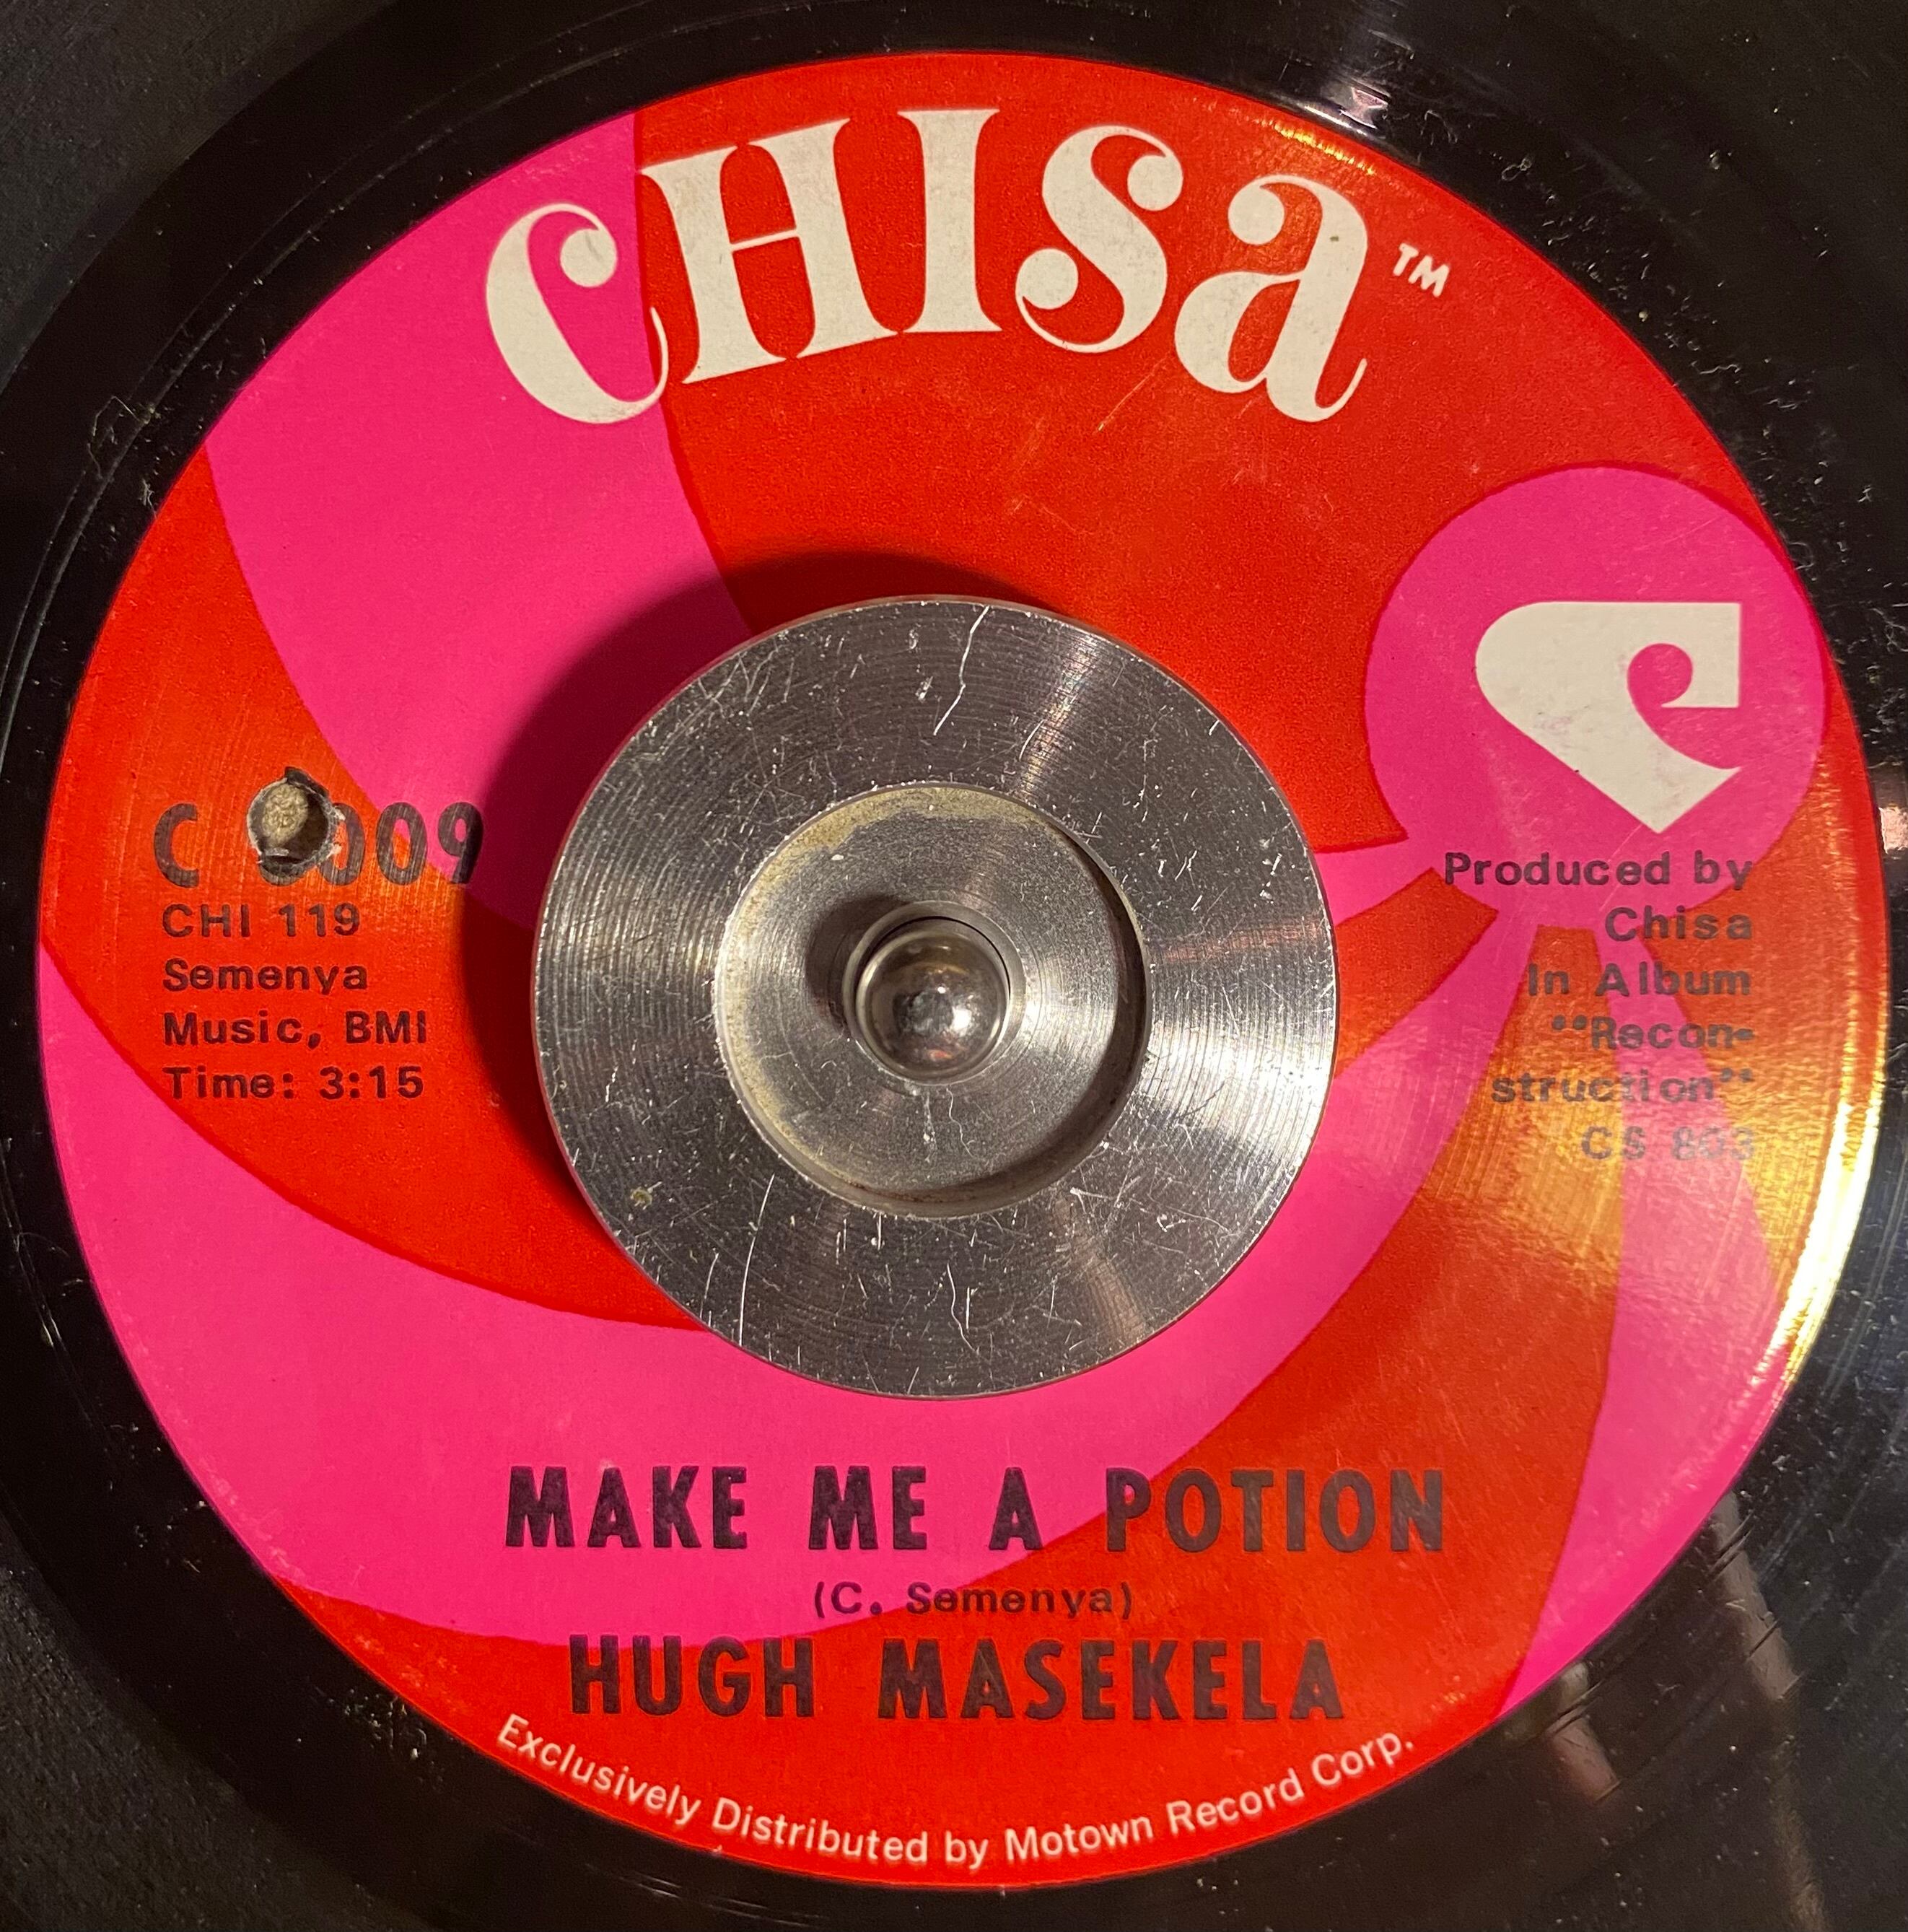 CHISA™
C 009
CHI 119
Semenya
Music, BMI
Time: 3:15
Produced by
Chisa
In Album
"Recon-
struction"
CS 803
MAKE ME A POTION
(C. Semenya)
HUGH MASEKELA
Exclusively Distributed by Motown Record Corp.